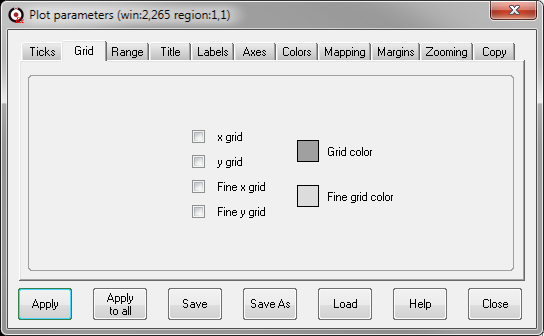 Plot parameters (win:2,265 region:1,1)
Ticks Grid Range Title Labels Axes Colors Mapping Margins Zooming Copy
x grid
y grid
Fine x grid
Fine y grid
Grid color
Fine grid color
Apply
Apply
to all
Save
Save As
Load
Help
Close